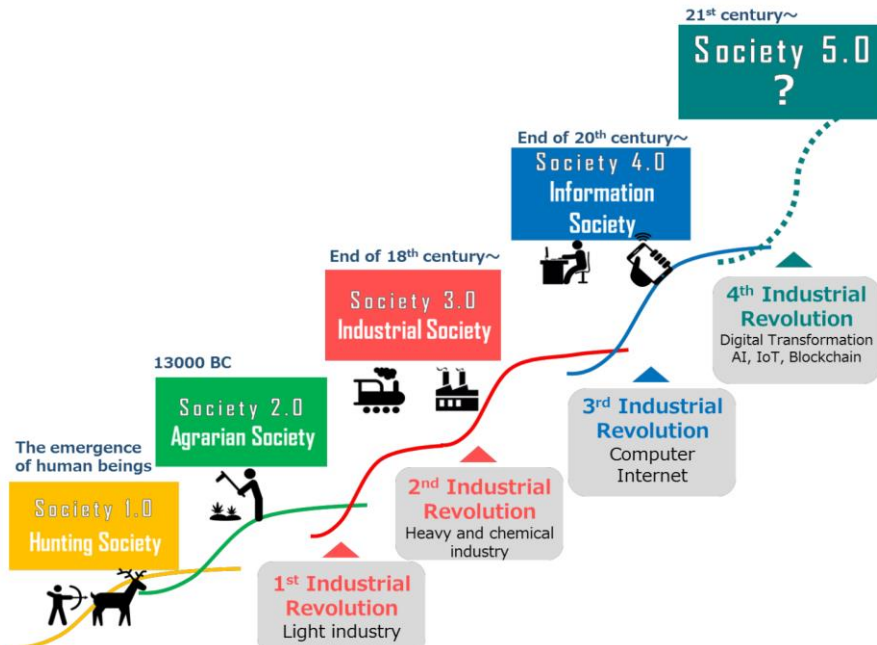 The emergence
of human beings
Society 1.0
Hunting Society
13000 BC
Society 2.0
Agrarian Society
End of 18th century~
Society 3.0
Industrial Society
End of 20th century~
Society 4.0
Information
Society
21st century~
Society 5.0
?
1st Industrial
Revolution
Light industry
2nd Industrial
Revolution
Heavy and chemical
industry
3rd Industrial
Revolution
Computer
Internet
4th Industrial
Revolution
Digital Transformation
AI, IoT, Blockchain